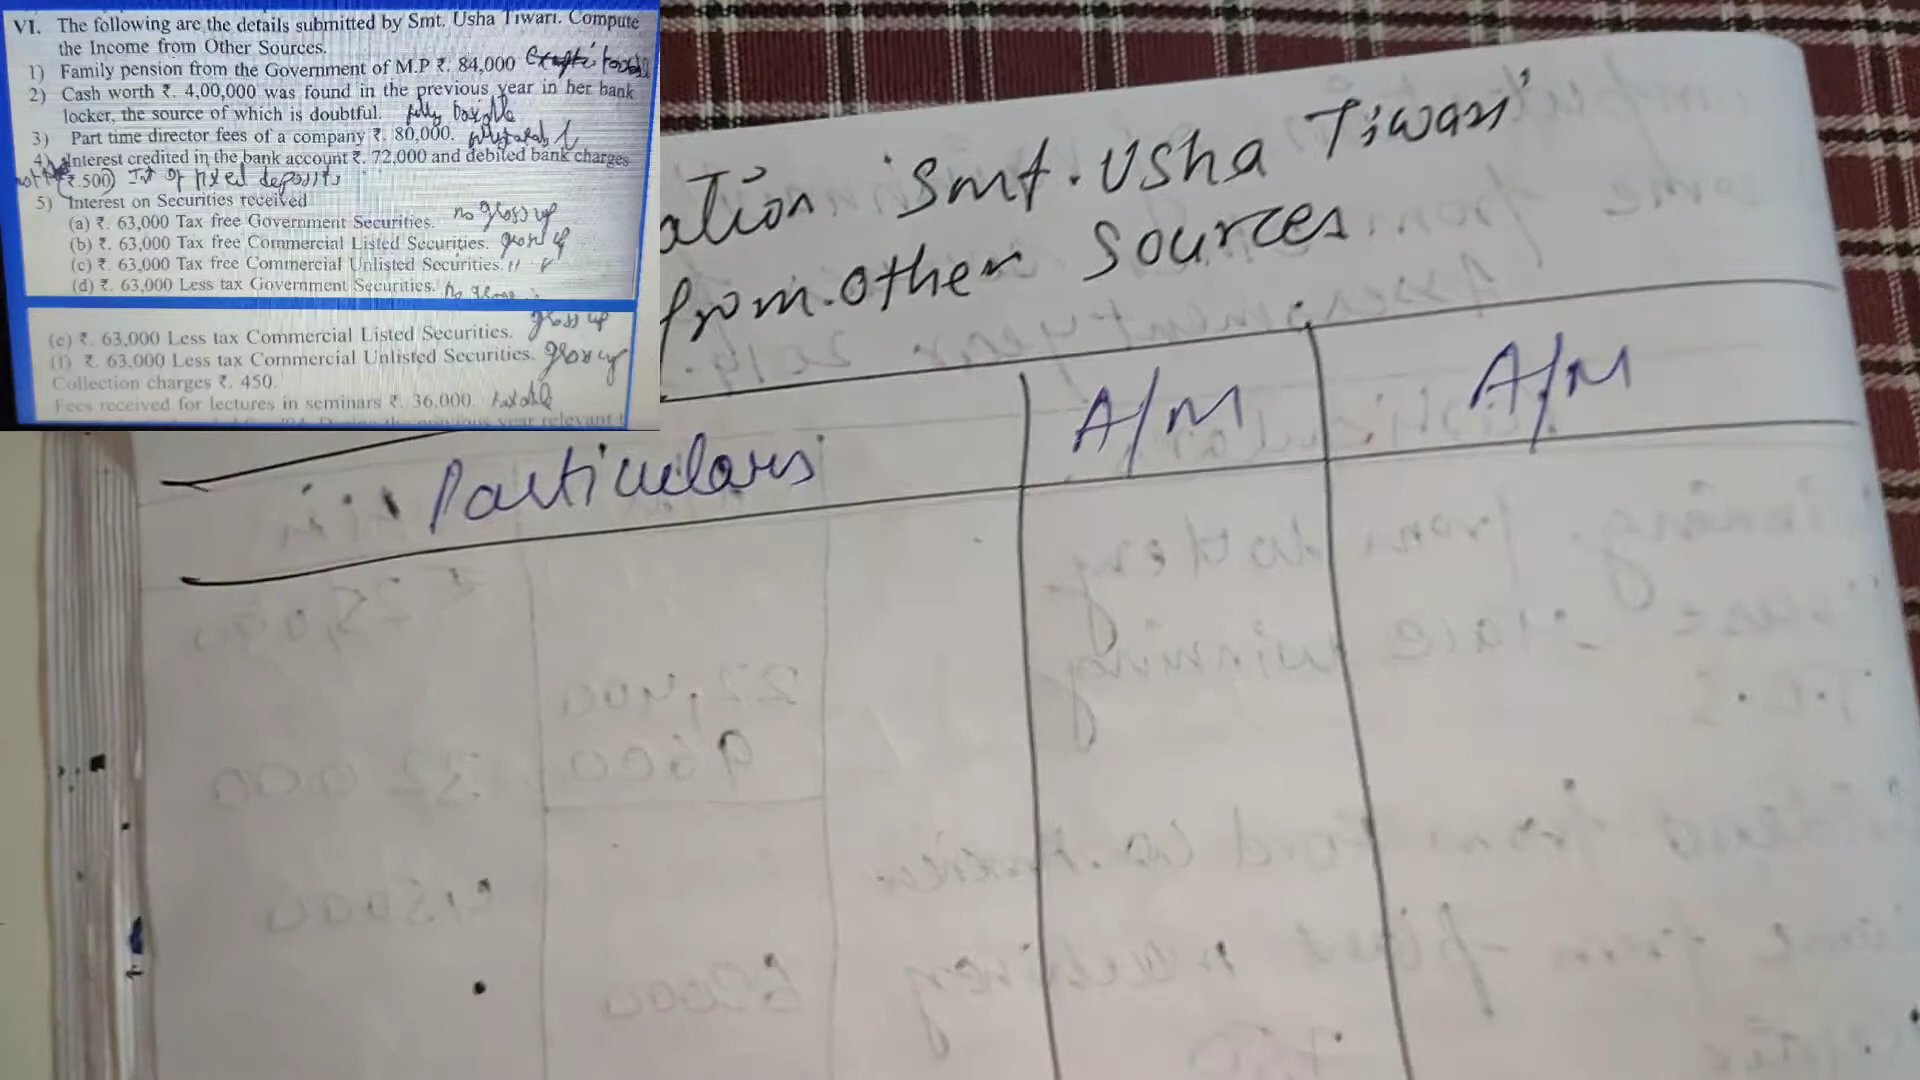 VI. The following are the details submitted by Smt. Usha Tiwari. Compute
the Income from Other Sources.
1) Family pension from the Government of M.P ₹. 84,000
2) Cash worth ₹. 4,00,000 was found in the previous year in her bank
locker, the source of which is doubtful. fully taxable
3) Part time director fees of a company ₹. 80,000.
4) Interest credited in the bank account ₹. 72,000 and debited bank charges
₹.500) Int of fixed deposits
5) Interest on Securities received
(a) ₹. 63,000 Tax free Government Securities. no gross up
(b) ₹. 63,000 Tax free Commercial Listed Securities. gross up
(c) ₹. 63,000 Tax free Commercial Unlisted Securities. 11
(d) ₹. 63,000 Less tax Government Securities. no
(e) ₹. 63,000 Less tax Commercial Listed Securities. gross up
(f) ₹. 63,000 Less tax Commercial Unlisted Securities. gross up
Collection charges ₹. 450.
Fees received for lectures in seminars ₹. 36,000. taxable
ation Smt. Usha Tiwari
from other Sources
Particulars A/M A/M